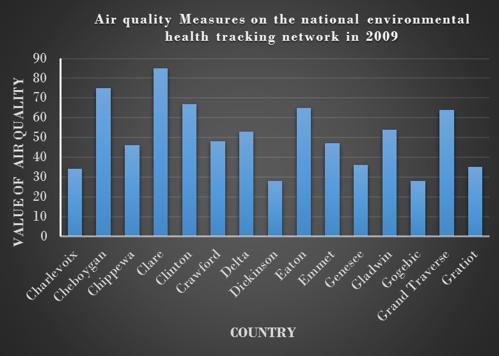 Air quality Measures on the national environmental
health tracking network in 2009
VALUE OF AIR QUALITY
90
80
70
60
50
40
30
20
10
0
Charlevoix
Cheboygan
Chippewa
Clare
Clinton
Crawford
Delta
Dickinson
Eaton
Emmet
Genesee
Gladwin
Gogebic
Grand Traverse
Gratiot
COUNTRY